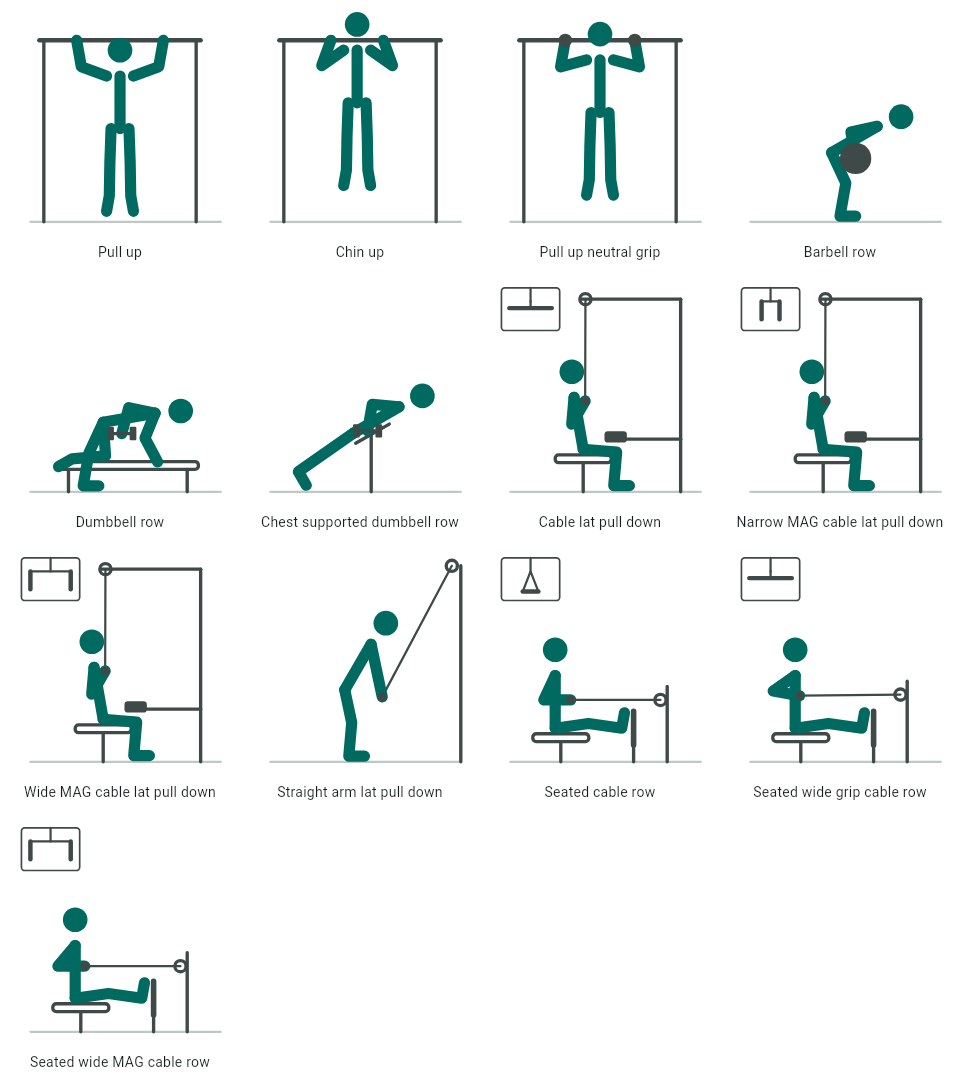 Pull up
Chin up
Pull up neutral grip
Barbell row
Dumbbell row
Chest supported dumbbell row
Cable lat pull down
Narrow MAG cable lat pull down
Wide MAG cable lat pull down
Straight arm lat pull down
Seated cable row
Seated wide grip cable row
Seated wide MAG cable row